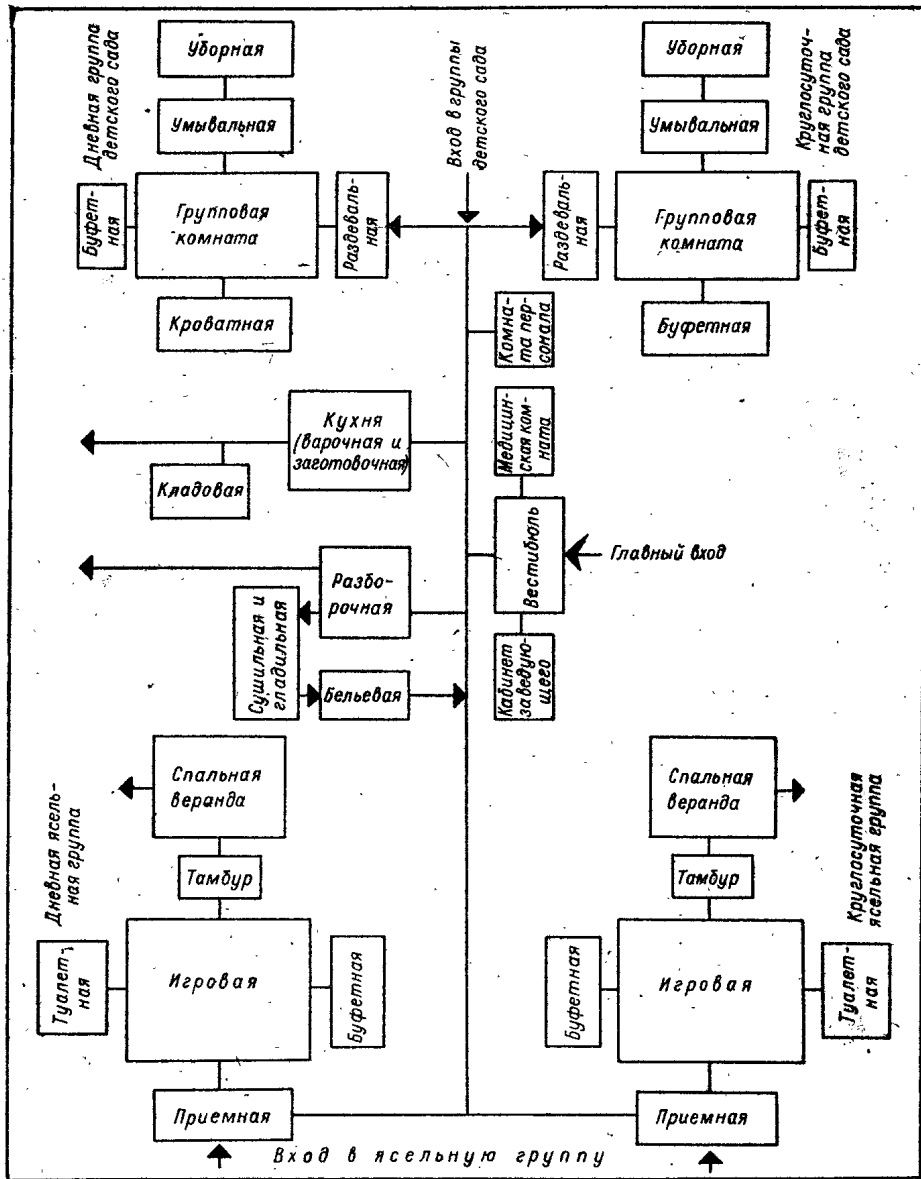 Дневная группа
детского сада
Уборная
Умывальная
Буфет-
ная
Групповая
комната
Раздеваль-
ная
Кроватная
Вход в группы
детского сада
Круглосуточ-
ная группа
детского сада
Уборная
Умывальная
Раздеваль-
ная
Групповая
комната
Буфет-
ная
Буфетная
Комна-
та пер-
сонала
Кухня
(варочная и
заготовочная)
Кладовая
Медицин-
ская ком-
ната
Вестибюль
Главный вход
Кабинет
заведую-
щего
Разбо-
рочная
Сушильная и
гладильная
Бельевая
Дневная ясель-
ная группа
Спальная
веранда
Тамбур
Туалет-
ная
Игровая
Буфетная
Приемная
Круглосуточная
ясельная группа
Спальная
веранда
Тамбур
Буфетная
Игровая
Туалет-
ная
Приемная
Вход в ясельную группу